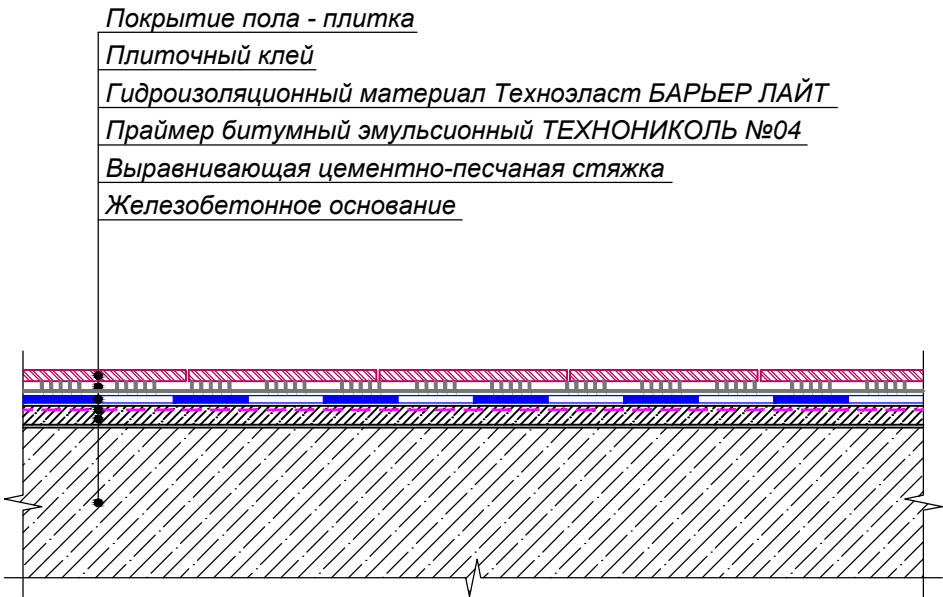 Покрытие пола - плитка
Плиточный клей
Гидроизоляционный материал Техноэласт БАРЬЕР ЛАЙТ
Праймер битумный эмульсионный ТЕХНОНИКОЛЬ №04
Выравнивающая цементно-песчаная стяжка
Железобетонное основание